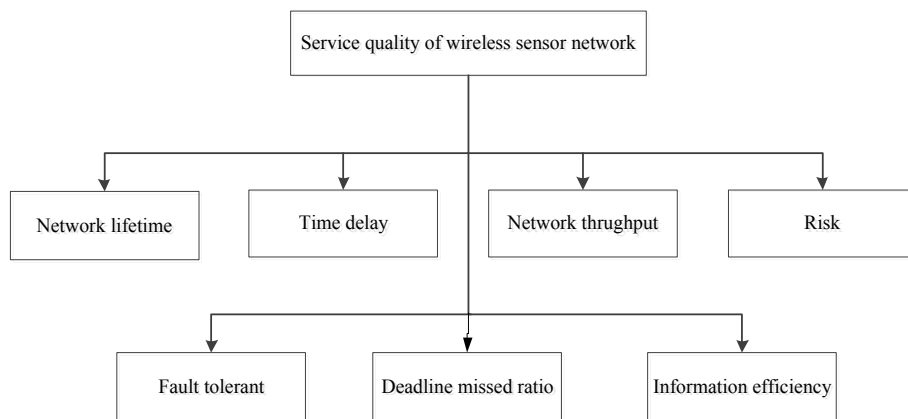 Service quality of wireless sensor network
Network lifetime
Time delay
Network thrughput
Risk
Fault tolerant
Deadline missed ratio
Information efficiency